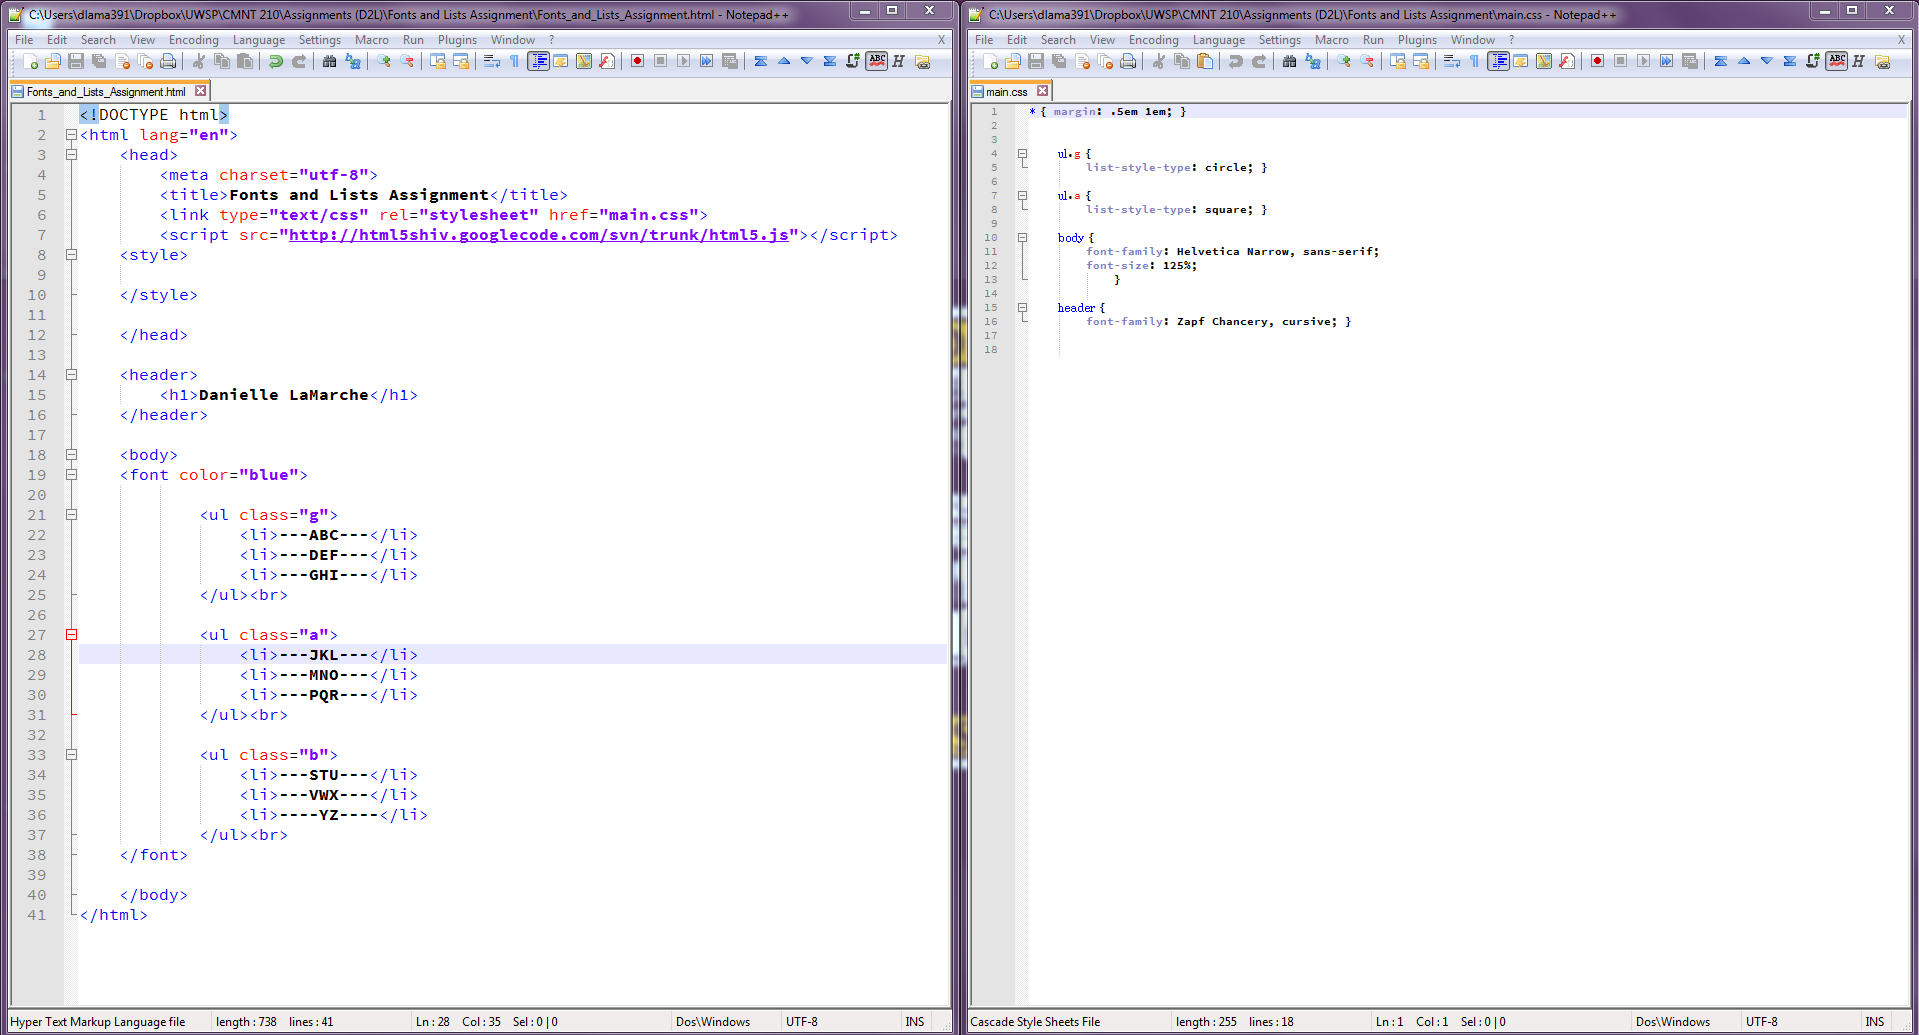 C:\Users\dlama391\Dropbox\UWSP\CMNT 210\Assignments (D2L)\Fonts and Lists Assignment\Fonts_and_Lists_Assignment.html - Notepad++
File Edit Search View Encoding Language Settings Macro Run Plugins Window ? X
Fonts_and_Lists_Assignment.html
1 <!DOCTYPE html>
2 <html lang="en">
3 <head>
4 <meta charset="utf-8">
5 <title>Fonts and Lists Assignment</title>
6 <link type="text/css" rel="stylesheet" href="main.css">
7 <script src="http://html5shiv.googlecode.com/svn/trunk/html5.js"></script>
8 <style>
9
10 </style>
11
12 </head>
13
14 <header>
15 <h1>Danielle LaMarche</h1>
16 </header>
17
18 <body>
19 <font color="blue">
20
21 <ul class="g">
22 <li>---ABC---</li>
23 <li>---DEF---</li>
24 <li>---GHI---</li>
25 </ul><br>
26
27 <ul class="a">
28 <li>---JKL---</li>
29 <li>---MNO---</li>
30 <li>---PQR---</li>
31 </ul><br>
32
33 <ul class="b">
34 <li>---STU---</li>
35 <li>---VWX---</li>
36 <li>----YZ----</li>
37 </ul><br>
38 </font>
39
40 </body>
41 </html>
Hyper Text Markup Language file length : 738 lines : 41 Ln : 28 Col : 35 Sel : 0 | 0 Dos\Windows UTF-8 INS
C:\Users\dlama391\Dropbox\UWSP\CMNT 210\Assignments (D2L)\Fonts and Lists Assignment\main.css - Notepad++
File Edit Search View Encoding Language Settings Macro Run Plugins Window ? X
main.css
1 * { margin: .5em 1em; }
2
3
4 ul.g {
5 list-style-type: circle; }
6
7 ul.a {
8 list-style-type: square; }
9
10 body {
11 font-family: Helvetica Narrow, sans-serif;
12 font-size: 125%;
13 }
14
15 header {
16 font-family: Zapf Chancery, cursive; }
17
18
Cascade Style Sheets File length : 255 lines : 18 Ln : 1 Col : 1 Sel : 0 | 0 Dos\Windows UTF-8 INS